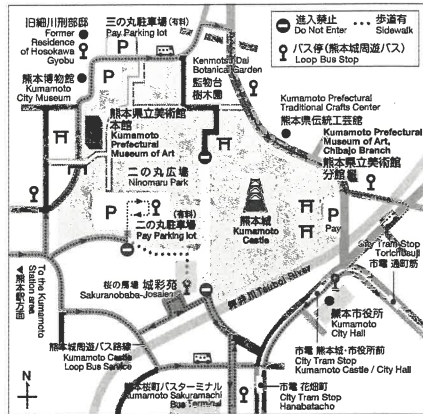 進入禁止
Do Not Enter
歩道有
Sidewalk
バス停(熊本城周遊バス)
Loop Bus Stop
旧細川刑部邸
Former
Residence
of Hosokawa
Gyobu
三の丸駐車場(有料)
Pay Parking lot
P
熊本博物館
Kumamoto
City Museum
Kenmotsu Dai
Botanical Garden
監物台
樹木園
Kumamoto Prefectural
Traditional Crafts Center
熊本県伝統工芸館
熊本県立美術館
本館
Kumamoto
Prefectural
Museum of Art
Kumamoto Prefectural
Museum of Art,
Chibajo Branch
熊本県立美術館
分館
二の丸広場
Ninomaru Park
P
(有料)
二の丸駐車場
Pay Parking lot
熊本城
Kumamoto
Castle
P
Pay
City Tram Stop
Torichosuji
市電 通町筋
To the Kumamoto
Station area
熊本駅方面
桜の馬場 城彩苑
Sakuranobaba-
Josaien
坪井川 Tsuboi River
熊本市役所
Kumamoto
City Hall
熊本城周遊バス路線
Kumamoto Castle
Loop Bus Service
市電 熊本城・市役所前
City Tram Stop
Kumamoto Castle / City Hall
N
熊本桜町バスターミナル
Kumamoto Sakuramachi
Bus Terminal
市電 花畑町
City Tram Stop
Hanabatacho